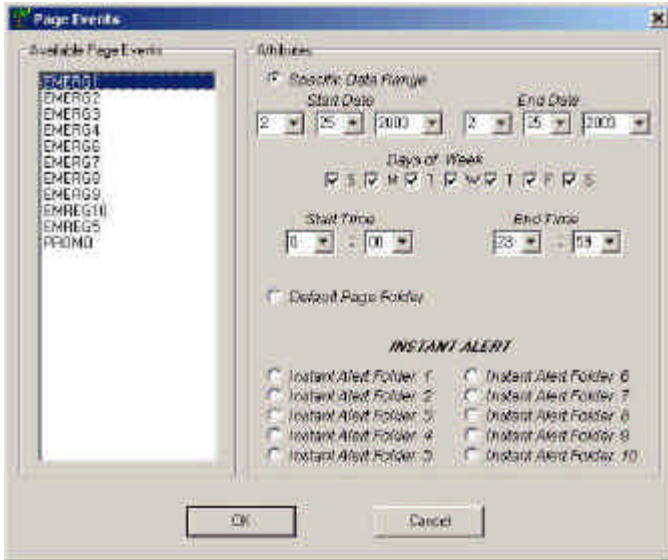 Page Events
Available Page Events
EMERG1
EMERG2
EMERG3
EMERG4
EMERG6
EMERG7
EMERG8
EMERG9
EMREG10
EMREG5
PROMO
Attributes
Specific Date Range
Start Date End Date
2 25 2003 2 25 2003
Days of Week
S M T W T F S
Start Time End Time
0 : 00 23 : 59
Default Page Folder
INSTANT ALERT
Instant Alert Folder 1 Instant Alert Folder 6
Instant Alert Folder 2 Instant Alert Folder 7
Instant Alert Folder 3 Instant Alert Folder 8
Instant Alert Folder 4 Instant Alert Folder 9
Instant Alert Folder 5 Instant Alert Folder 10
OK Cancel